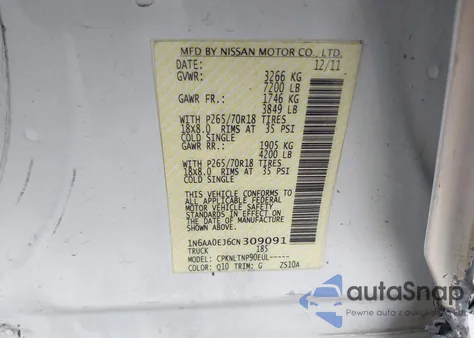 MFD BY NISSAN MOTOR CO., LTD.
DATE: 12/11
GVWR: 3266 KG
7200 LB
GAWR FR.: 1746 KG
3849 LB
WITH P265/70R18 TIRES
18X8.0 RIMS AT 35 PSI
COLD SINGLE
GAWR RR.: 1905 KG
4200 LB
WITH P265/70R18 TIRES
18X8.0 RIMS AT 35 PSI
COLD SINGLE
THIS VEHICLE CONFORMS TO
ALL APPLICABLE FEDERAL
MOTOR VEHICLE SAFETY
STANDARDS IN EFFECT ON
THE DATE OF MANUFACTURE
SHOWN ABOVE.
1N6AA0EJ6CN309091
TRUCK 185
MODEL: CPKNLTNP90EUL-----
COLOR: Q10 TRIM: G ZS10A
autoSnap
Pewne auto z USA